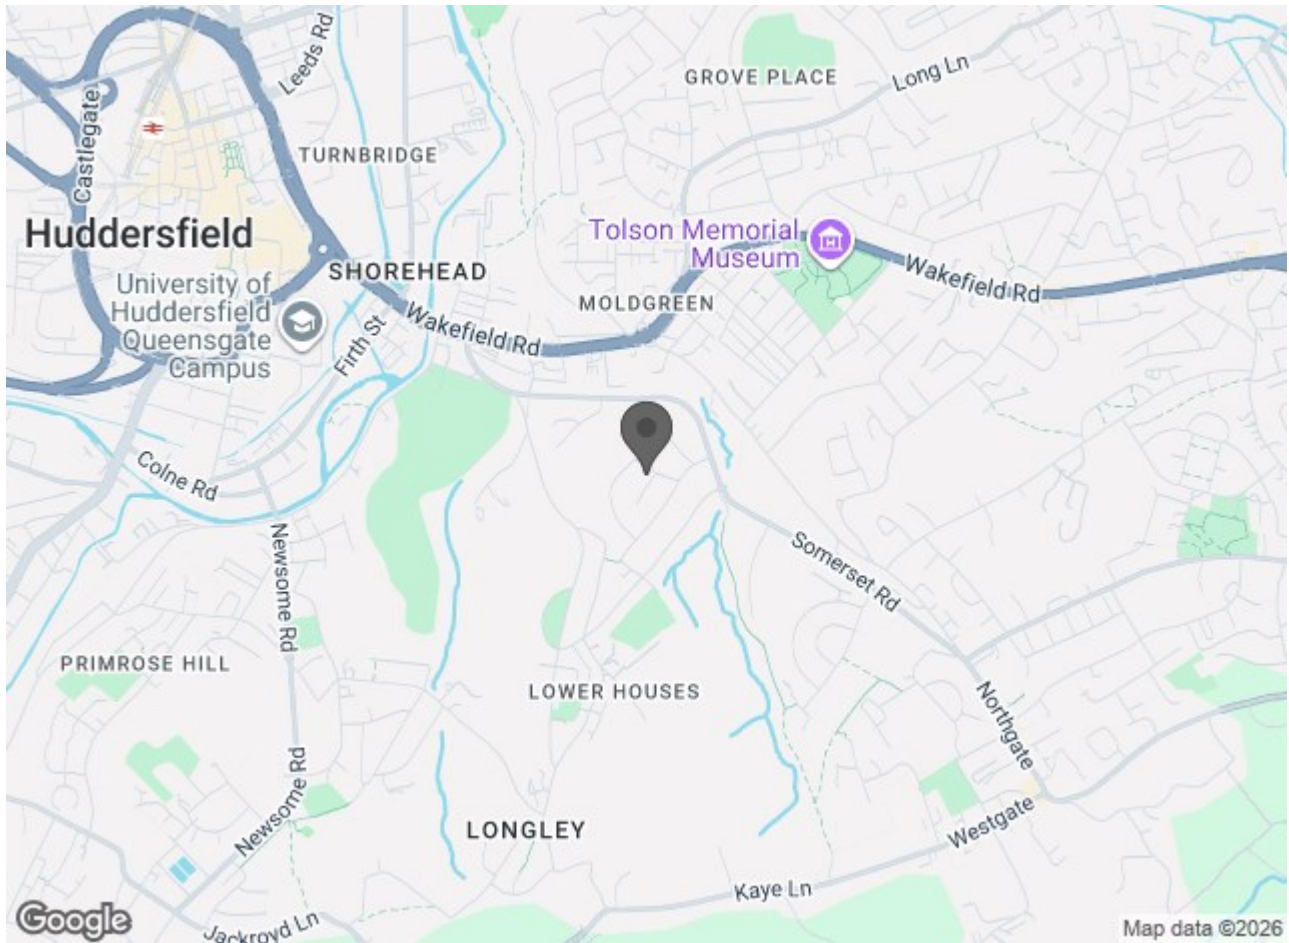 Leeds Rd
Castlegate
GROVE PLACE
Long Ln
TURNBRIDGE
Huddersfield
Tolson Memorial
Museum
SHOREHEAD
University of
Huddersfield
Queensgate
Campus
Firth St
Wakefield Rd
MOLDGREEN
Wakefield Rd
Colne Rd
Newsome Rd
Somerset Rd
PRIMROSE HILL
LOWER HOUSES
Northgate
Newsome Rd
LONGLEY
Westgate
Kaye Ln
Jackroyd Ln
Google
Map data ©2026